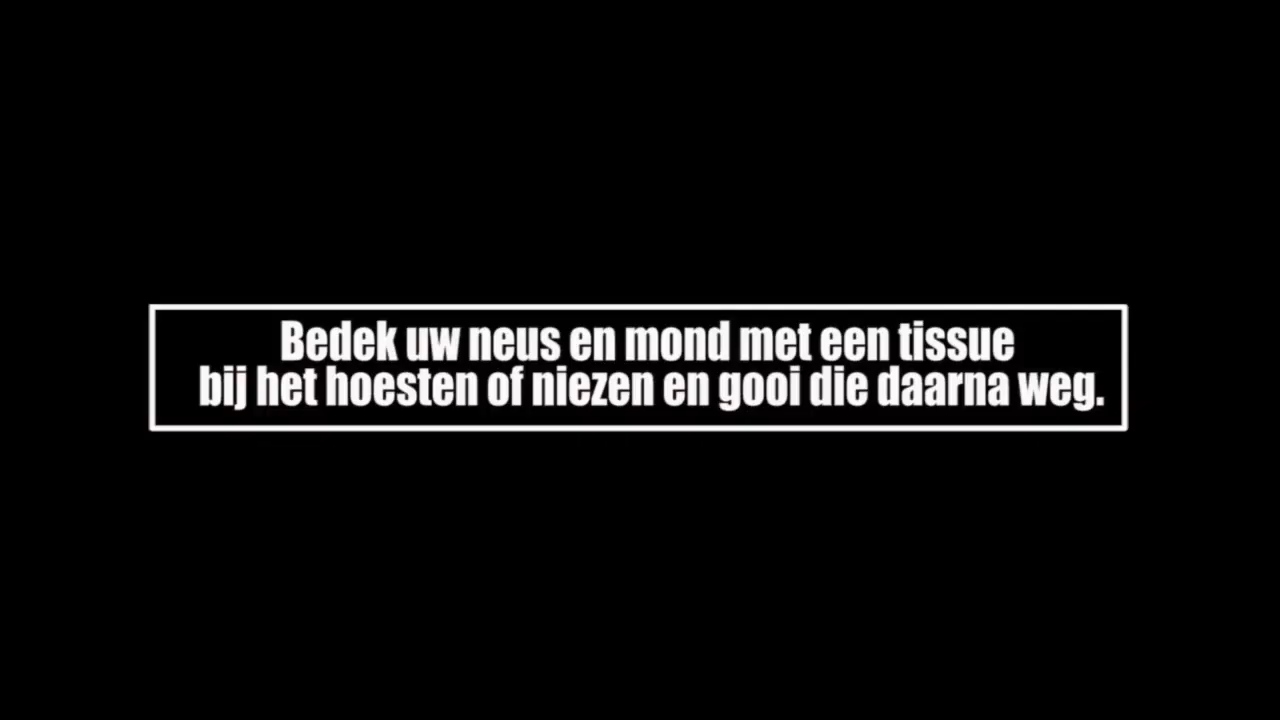 Bedek uw neus en mond met een tissue
bij het hoesten of niezen en gooi die daarna weg.